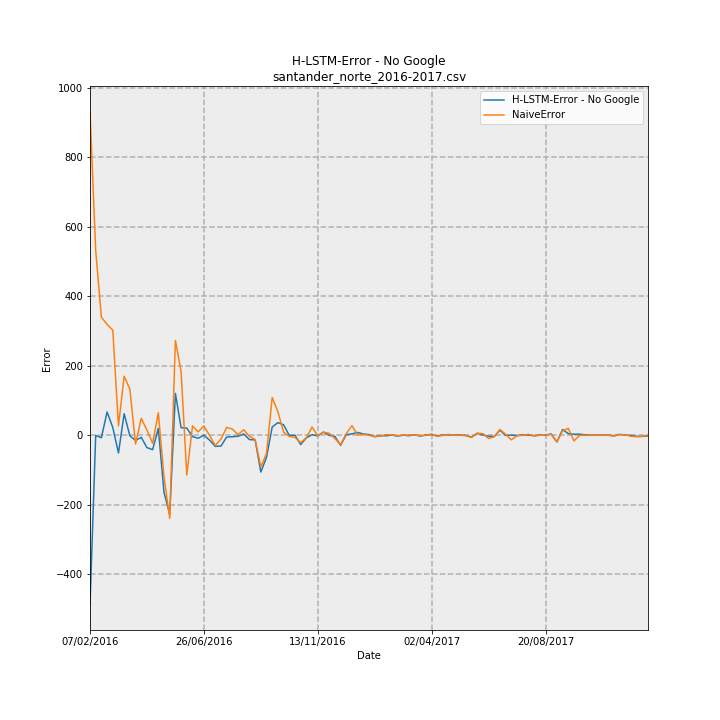 H-LSTM-Error - No Google
santander_norte_2016-2017.csv
H-LSTM-Error - No Google
NaiveError
1000
800
600
400
200
0
−200
−400
Error
07/02/2016
26/06/2016
13/11/2016
02/04/2017
20/08/2017
Date